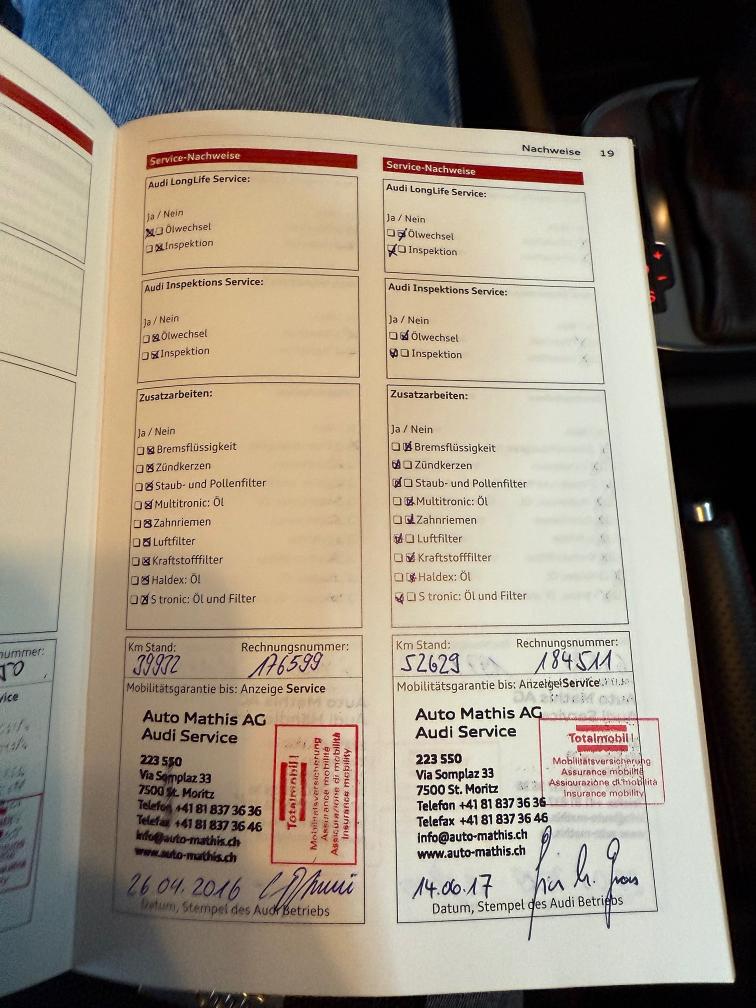 Nachweise 19
Service-Nachweise
Audi LongLife Service:
Ja / Nein
Ölwechsel
Inspektion
Audi Inspektions Service:
Ja / Nein
Ölwechsel
Inspektion
Zusatzarbeiten:
Ja / Nein
Bremsflüssigkeit
Zündkerzen
Staub- und Pollenfilter
Multitronic: Öl
Zahnriemen
Luftfilter
Kraftstofffilter
Haldex: Öl
S tronic: Öl und Filter
Km Stand: Rechnungsnummer:
39932 176599
Mobilitätsgarantie bis: Anzeige Service
Auto Mathis AG
Audi Service
223 550
Via Somplaz 33
7500 St. Moritz
Telefon +41 81 837 36 36
Telefax +41 81 837 36 46
info@auto-mathis.ch
www.auto-mathis.ch
Totalmobil!
Mobilitätsversicherung
Assurance mobilité
Assicurazione di mobilità
Insurance mobility
26.04.2016
Datum, Stempel des Audi Betriebs
Service-Nachweise
Audi LongLife Service:
Ja / Nein
Ölwechsel
Inspektion
Audi Inspektions Service:
Ja / Nein
Ölwechsel
Inspektion
Zusatzarbeiten:
Ja / Nein
Bremsflüssigkeit
Zündkerzen
Staub- und Pollenfilter
Multitronic: Öl
Zahnriemen
Luftfilter
Kraftstofffilter
Haldex: Öl
S tronic: Öl und Filter
Km Stand: Rechnungsnummer:
52629 184511
Mobilitätsgarantie bis: Anzeige Service
Auto Mathis AG
Audi Service
223 550
Via Somplaz 33
7500 St. Moritz
Telefon +41 81 837 36 36
Telefax +41 81 837 36 46
info@auto-mathis.ch
www.auto-mathis.ch
Totalmobil!
Mobilitätsversicherung
Assurance mobilité
Assicurazione di mobilità
Insurance mobility
14.06.17
Datum, Stempel des Audi Betriebs